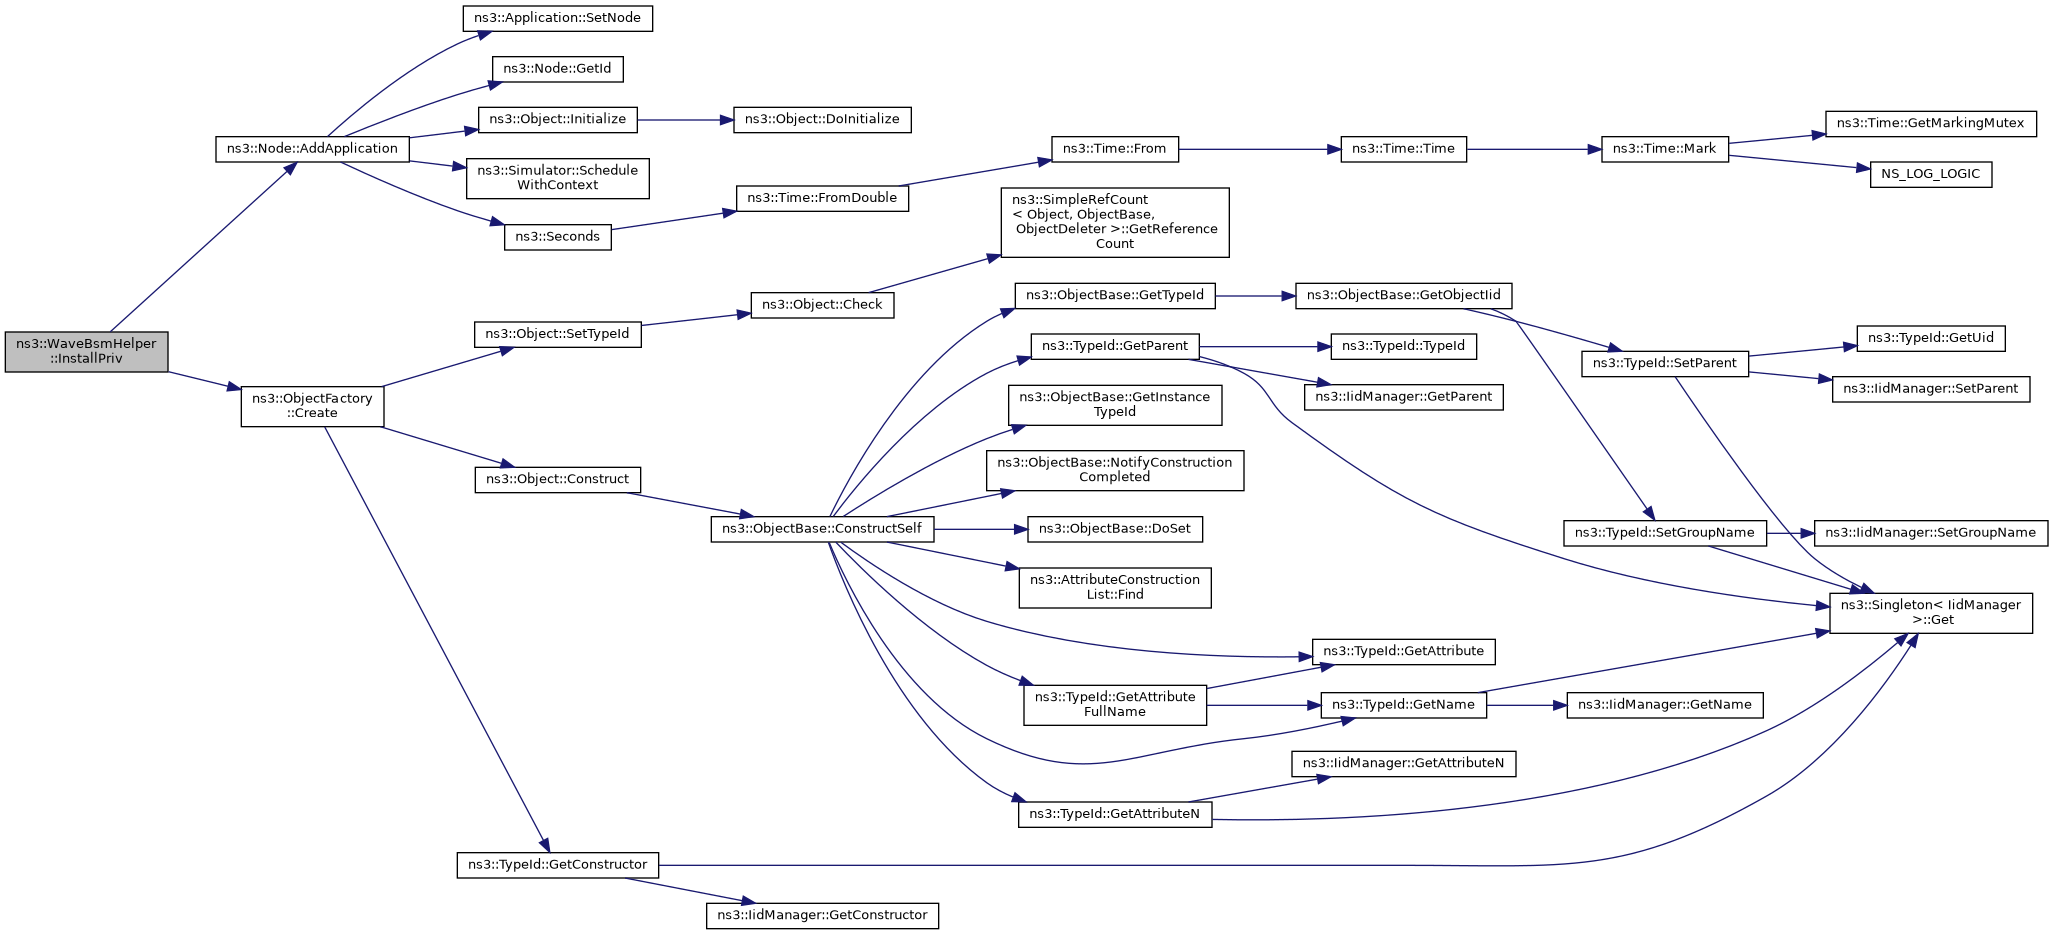 ns3::WaveBsmHelper
::InstallPriv
ns3::Node::AddApplication
ns3::ObjectFactory
::Create
ns3::Application::SetNode
ns3::Node::GetId
ns3::Object::Initialize
ns3::Simulator::Schedule
WithContext
ns3::Seconds
ns3::Object::SetTypeId
ns3::Object::Construct
ns3::TypeId::GetConstructor
ns3::Object::DoInitialize
ns3::Time::FromDouble
ns3::Object::Check
ns3::ObjectBase::ConstructSelf
ns3::IidManager::GetConstructor
ns3::Time::From
ns3::SimpleRefCount
< Object, ObjectBase,
ObjectDeleter >::GetReference
Count
ns3::ObjectBase::GetTypeId
ns3::TypeId::GetParent
ns3::ObjectBase::GetInstance
TypeId
ns3::ObjectBase::NotifyConstruction
Completed
ns3::ObjectBase::DoSet
ns3::AttributeConstruction
List::Find
ns3::TypeId::GetAttribute
FullName
ns3::TypeId::GetAttributeN
ns3::Time::Time
ns3::ObjectBase::GetObjectIid
ns3::TypeId::TypeId
ns3::IidManager::GetParent
ns3::TypeId::GetAttribute
ns3::TypeId::GetName
ns3::IidManager::GetAttributeN
ns3::Time::Mark
ns3::TypeId::SetParent
ns3::TypeId::SetGroupName
ns3::IidManager::GetName
ns3::Time::GetMarkingMutex
NS_LOG_LOGIC
ns3::TypeId::GetUid
ns3::IidManager::SetParent
ns3::IidManager::SetGroupName
ns3::Singleton< IidManager
>::Get